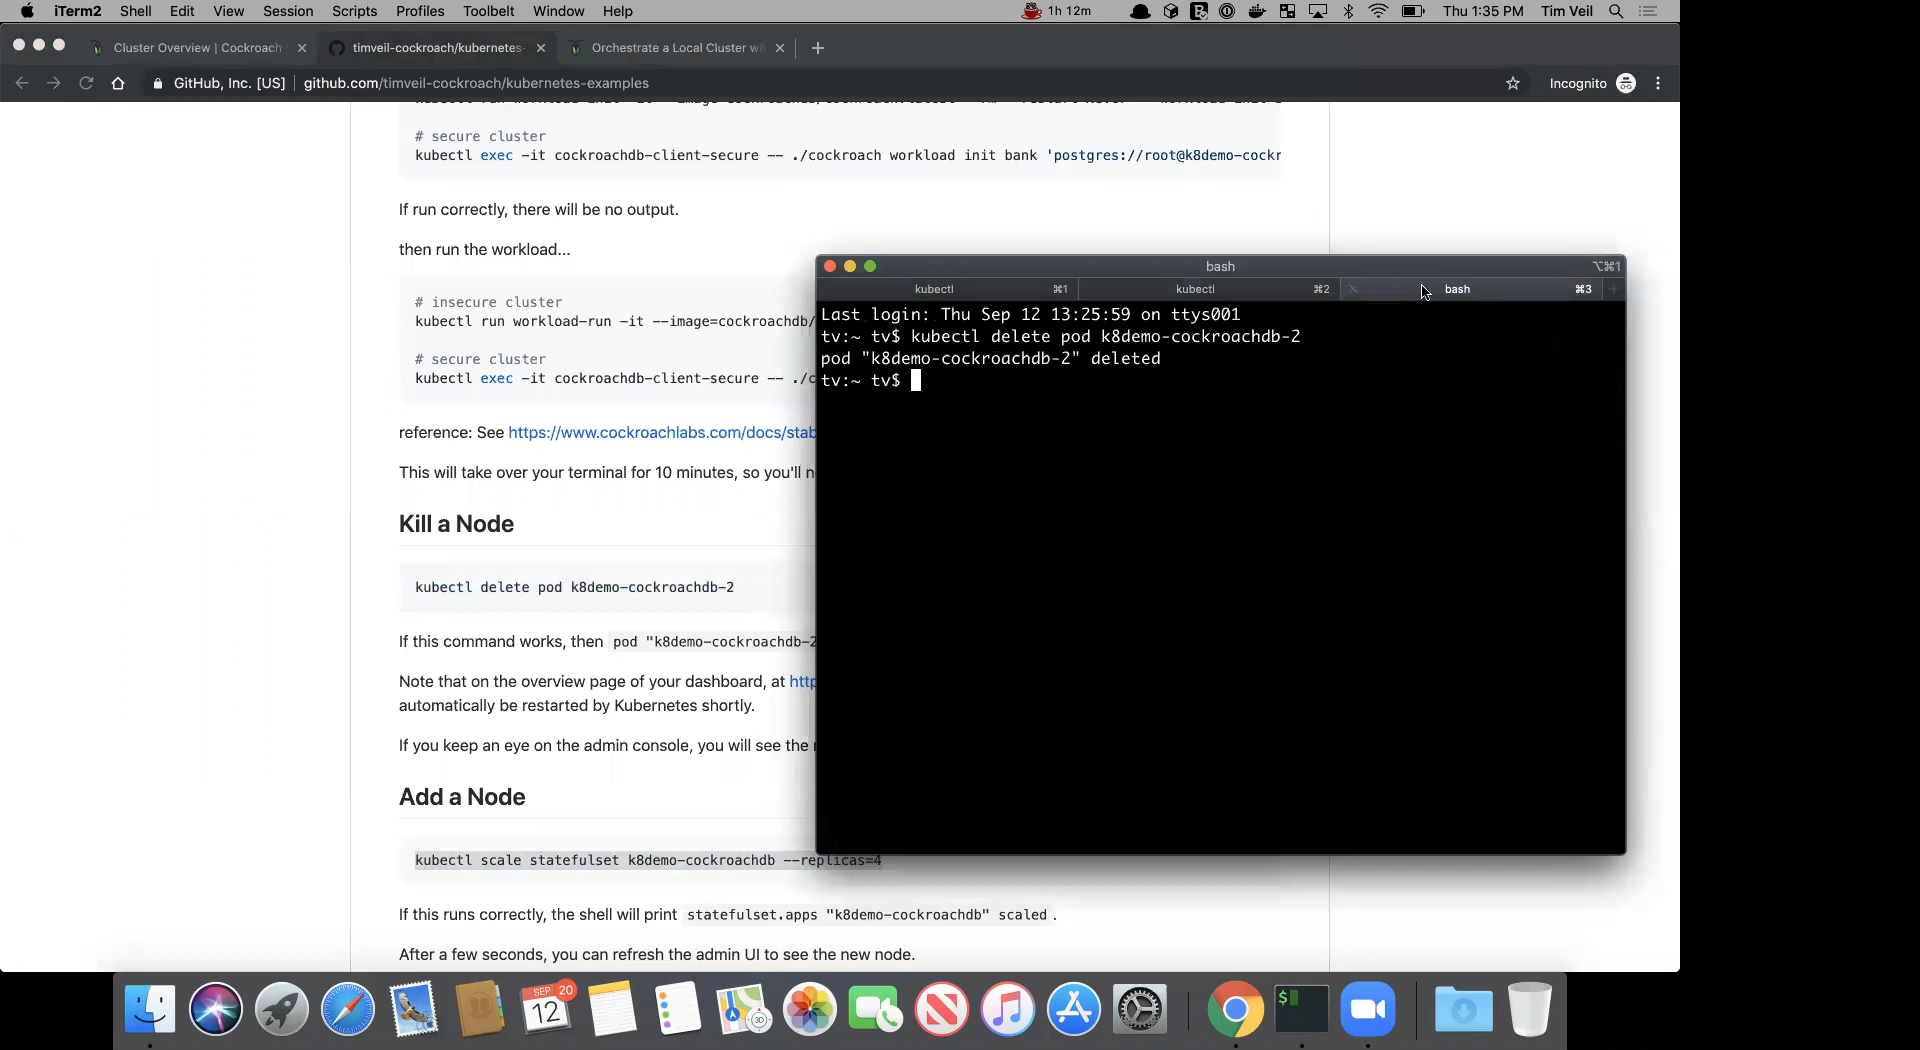 iTerm2 Shell Edit View Session Scripts Profiles Toolbelt Window Help 1h 12m Thu 1:35 PM Tim Veil
Cluster Overview | Cockroach timveil-cockroach/kubernetes- Orchestrate a Local Cluster wi
GitHub, Inc. [US] github.com/timveil-cockroach/kubernetes-examples Incognito
# secure cluster
kubectl exec -it cockroachdb-client-secure -- ./cockroach workload init bank 'postgres://root@k8demo-cockr
If run correctly, there will be no output.
then run the workload...
# insecure cluster
kubectl run workload-run -it --image=cockroachdb/
# secure cluster
kubectl exec -it cockroachdb-client-secure -- ./c
reference: See https://www.cockroachlabs.com/docs/stab
This will take over your terminal for 10 minutes, so you'll n
Kill a Node
kubectl delete pod k8demo-cockroachdb-2
If this command works, then pod "k8demo-cockroachdb-2
Note that on the overview page of your dashboard, at http
automatically be restarted by Kubernetes shortly.
If you keep an eye on the admin console, you will see the
Add a Node
kubectl scale statefulset k8demo-cockroachdb --replicas=4
If this runs correctly, the shell will print statefulset.apps "k8demo-cockroachdb" scaled .
After a few seconds, you can refresh the admin UI to see the new node.
bash ⌥⌘1
kubectl ⌘1 kubectl ⌘2 bash ⌘3
Last login: Thu Sep 12 13:25:59 on ttys001
tv:~ tv$ kubectl delete pod k8demo-cockroachdb-2
pod "k8demo-cockroachdb-2" deleted
tv:~ tv$
SEP 20
12
3D
$